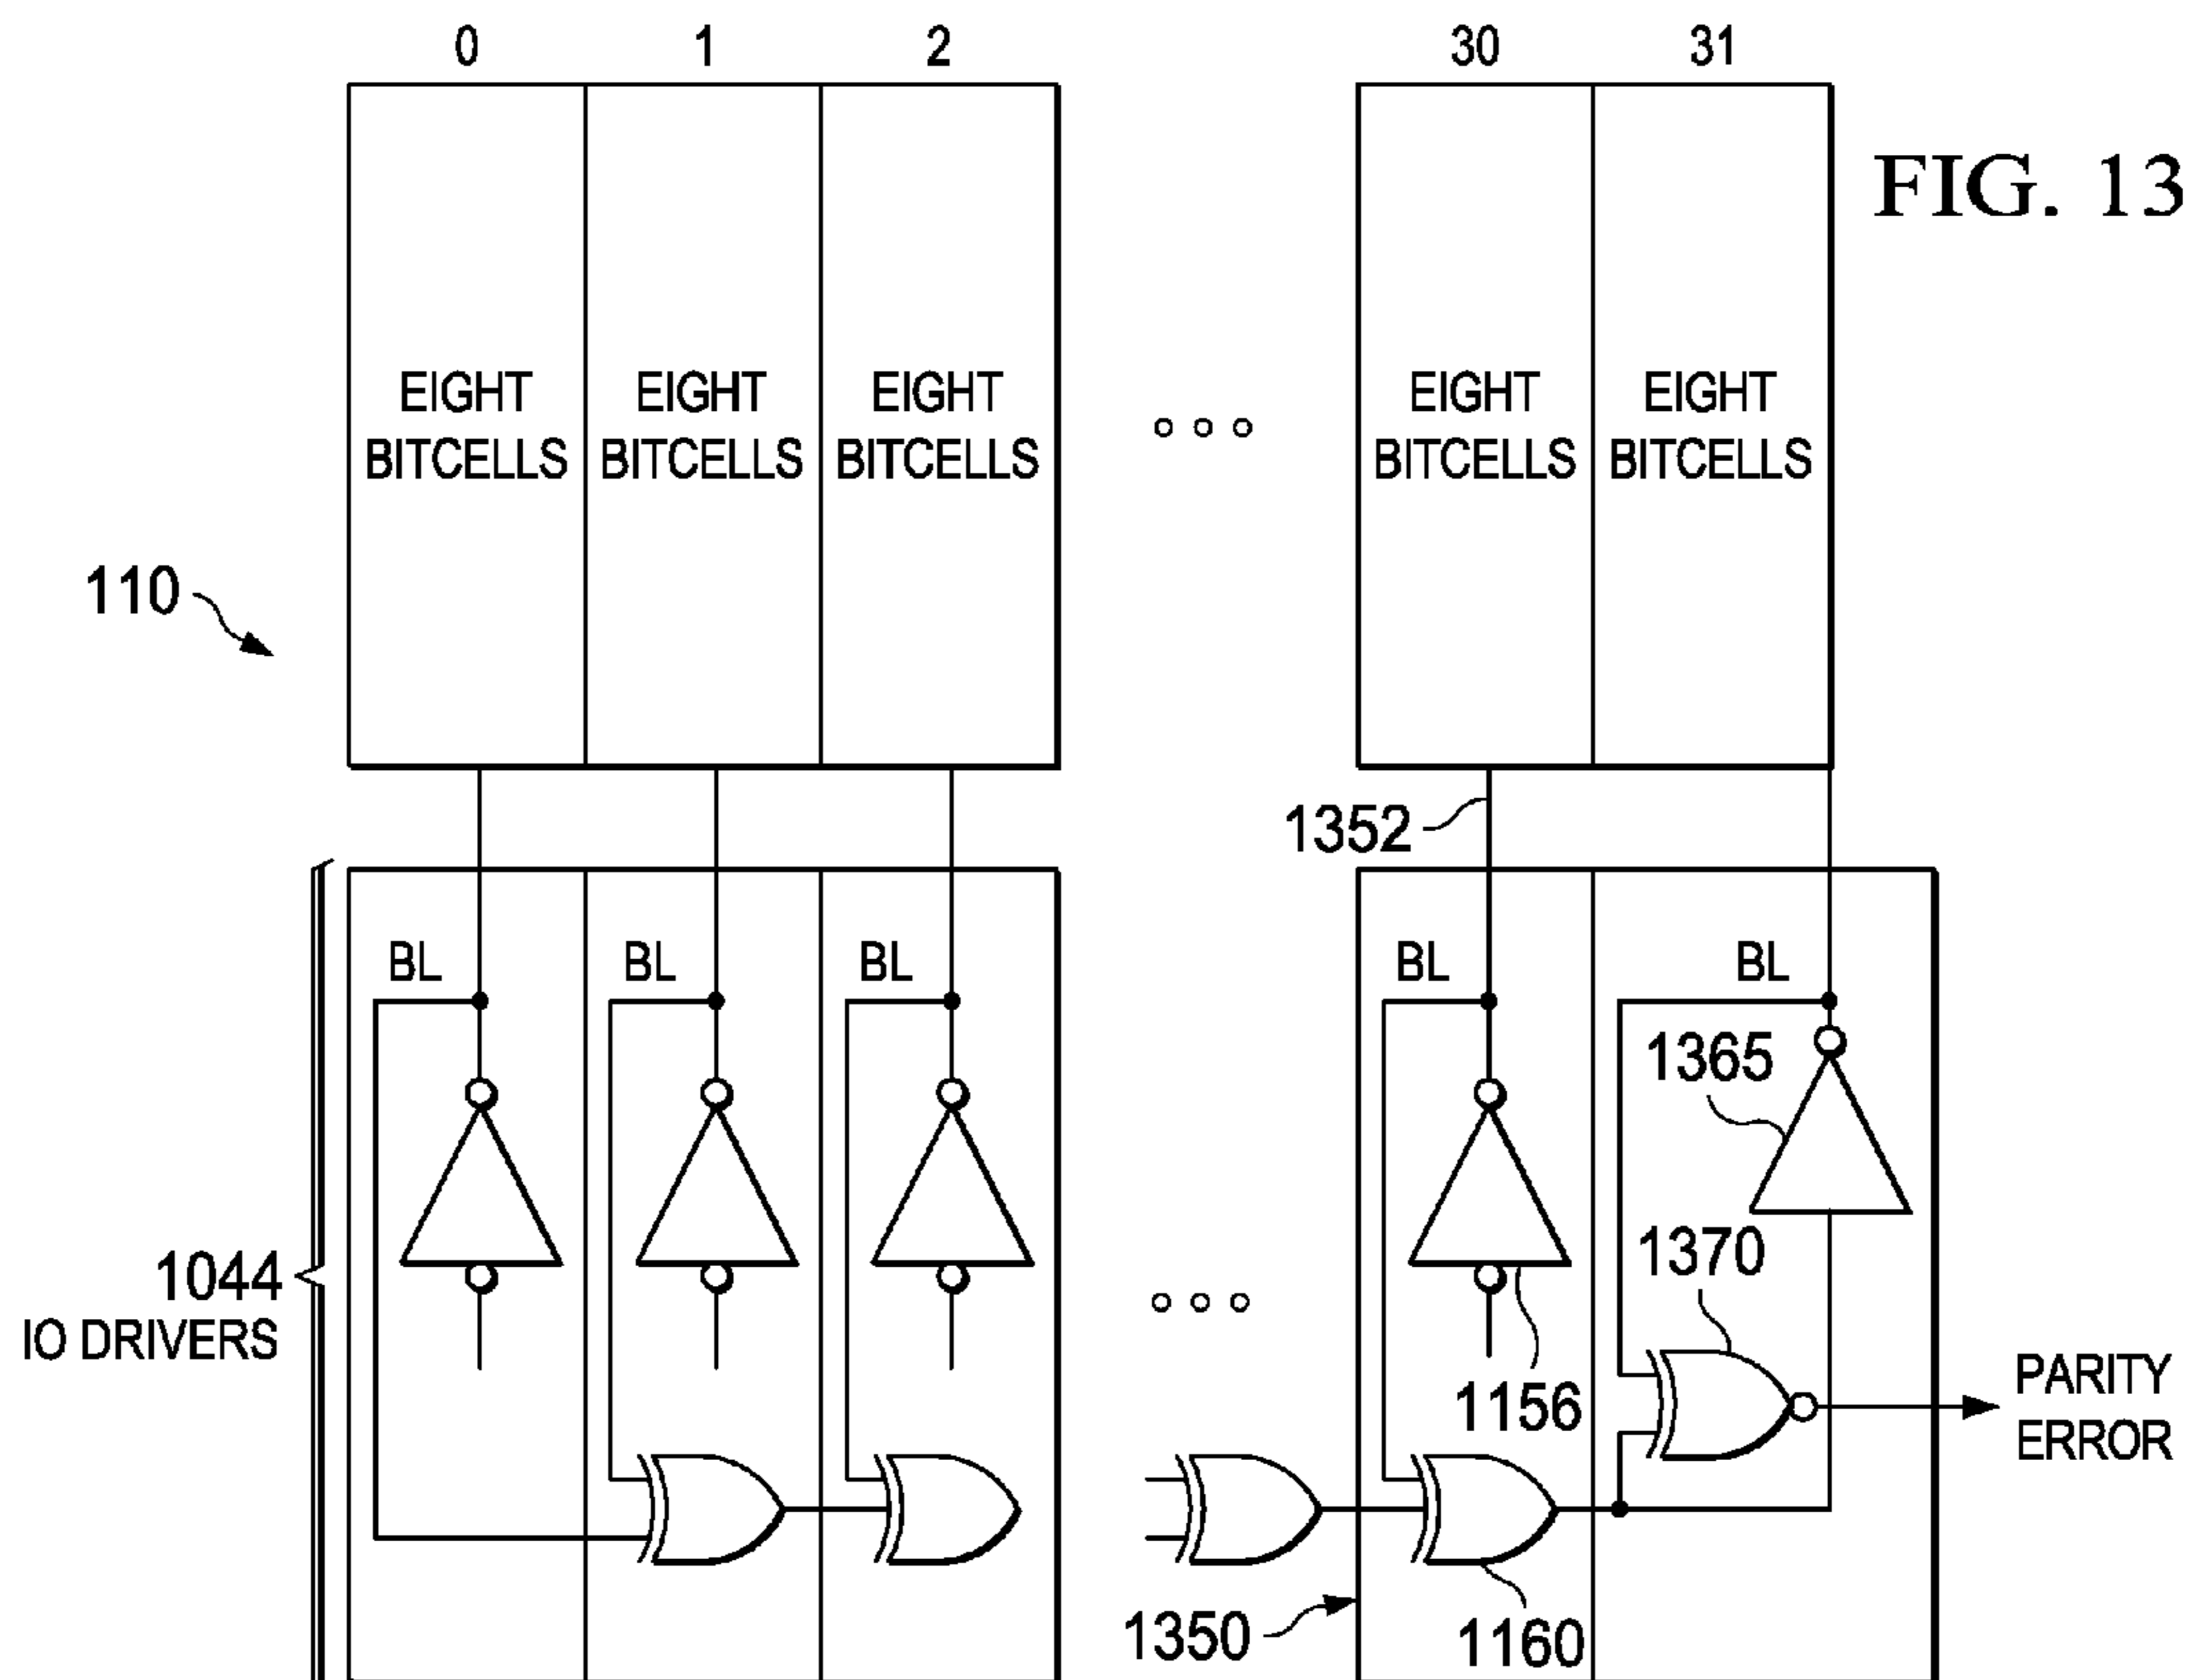 0 1 2 30 31
FIG. 13
EIGHT BITCELLS
EIGHT BITCELLS
EIGHT BITCELLS
EIGHT BITCELLS
EIGHT BITCELLS
110
1352
BL BL BL BL BL
1365
1370
1044
IO DRIVERS
1156
PARITY
ERROR
1350
1160